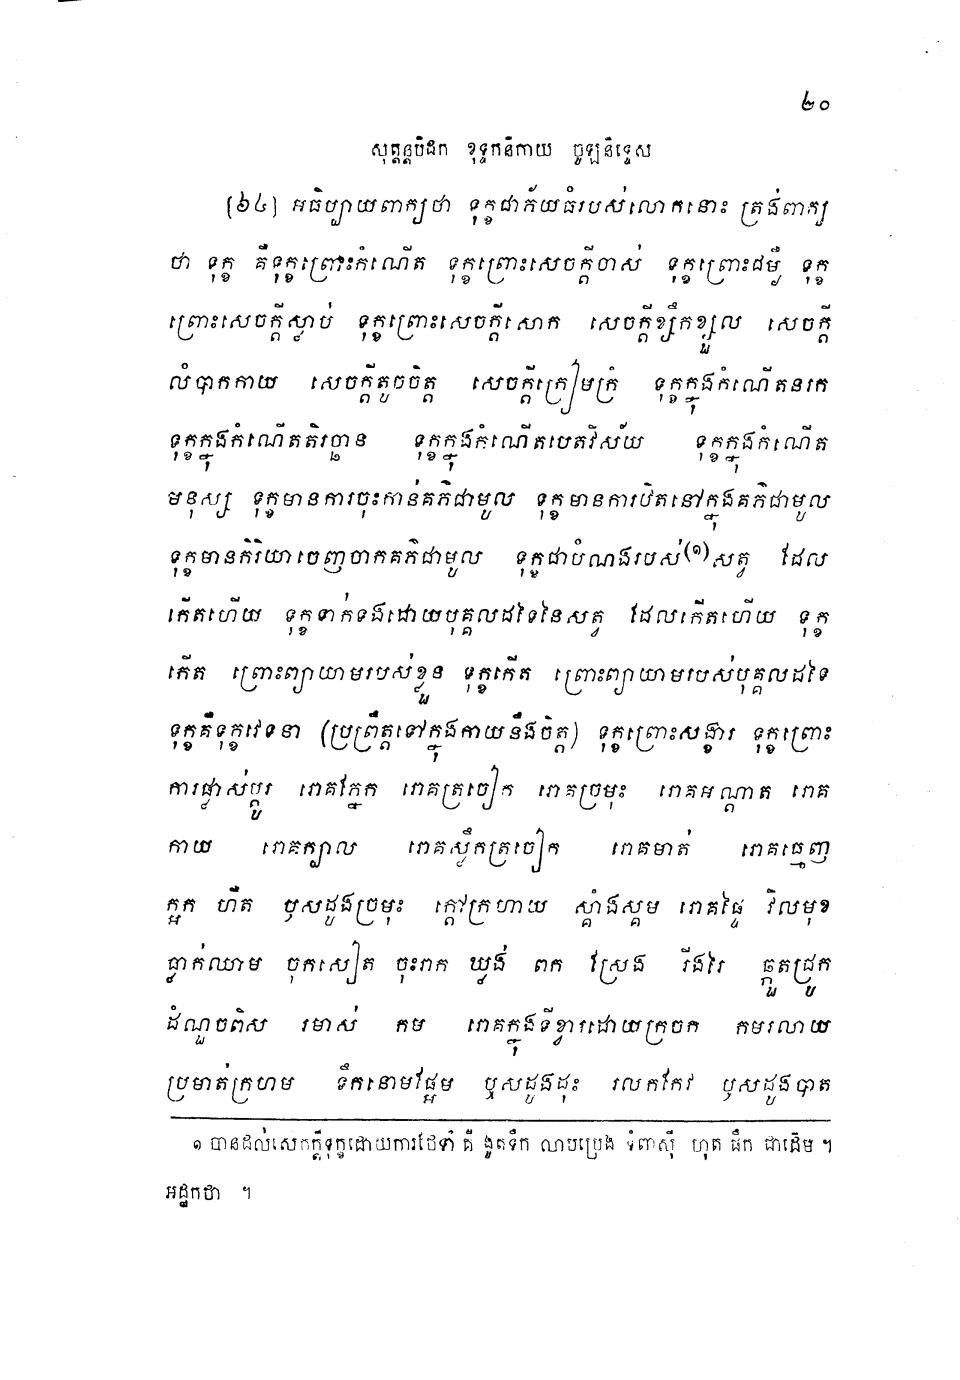 ២០
សុត្តន្តបិដក ខុទ្ទកនិកាយ ចូឡនិទ្ទេស
(៦៤) អធិប្បាយពាក្យថា ទុក្ខជាភ័យធំរបស់លោកនោះ ត្រង់ពាក្យ
ថា ទុក្ខ គឺទុក្ខព្រោះកំណើត ទុក្ខព្រោះសេចក្តីចាស់ ទុក្ខព្រោះជម្ងឺ ទុក្ខ
ព្រោះសេចក្តីស្លាប់ ទុក្ខព្រោះសេចក្តីសោក សេចក្តីខ្សឹកខ្សួល សេចក្តី
លំបាកកាយ សេចក្តីតូចចិត្ត សេចក្តីក្រៀមក្រំ ទុក្ខក្នុងកំណើតនរក
ទុក្ខក្នុងកំណើតតិរច្ឆាន ទុក្ខក្នុងកំណើតបេតវិស័យ ទុក្ខក្នុងកំណើត
មនុស្ស ទុក្ខមានការចុះកាន់គភ៌ជាមូល ទុក្ខមានការឋិតនៅក្នុងគភ៌ជាមូល
ទុក្ខមានកិរិយាចេញចាកគភ៌ជាមូល ទុក្ខជាចំណងរបស់(១)សត្វ ដែល
កើតហើយ ទុក្ខទាក់ទងដោយបុគ្គលដទៃនៃសត្វ ដែលកើតហើយ ទុក្ខ
កើត ព្រោះព្យាយាមរបស់ខ្លួន ទុក្ខកើត ព្រោះព្យាយាមរបស់បុគ្គលដទៃ
ទុក្ខគឺទុក្ខវេទនា (ប្រព្រឹត្តទៅក្នុងកាយនឹងចិត្ត) ទុក្ខព្រោះសង្ខារ ទុក្ខព្រោះ
ការផ្លាស់ប្តូរ រោគភ្នែក រោគត្រចៀក រោគច្រមុះ រោគអណ្តាត រោគ
កាយ រោគក្បាល រោគស្លឹកត្រចៀក រោគមាត់ រោគធ្មេញ
ក្អក ហឺត ឫសដូងច្រមុះ ក្តៅក្រហាយ ស្គាំងស្គម រោគផ្ទៃ វិលមុខ
ធ្លាក់ឈាម ចុកសៀត ចុះរាក ឃ្លង់ ពក ស្រែង រីងរៃ ឆ្កួតជ្រូក
ដំណួចពិស រមាស់ កម រោគក្នុងទីខ្វារដោយក្រចក កមរលាយ
ប្រមាត់ក្រហម ទឹកនោមផ្អែម ឫសដូងដុះ រលកកែវ ឫសដូងបាត
១ បានដល់សេកក្តីទុក្ខដោយការថែទាំ គឺ ងូតទឹក លាបប្រេង ទំពាស៊ី ហុត ផឹក ជាដើម ។
អដ្ឋកថា ។